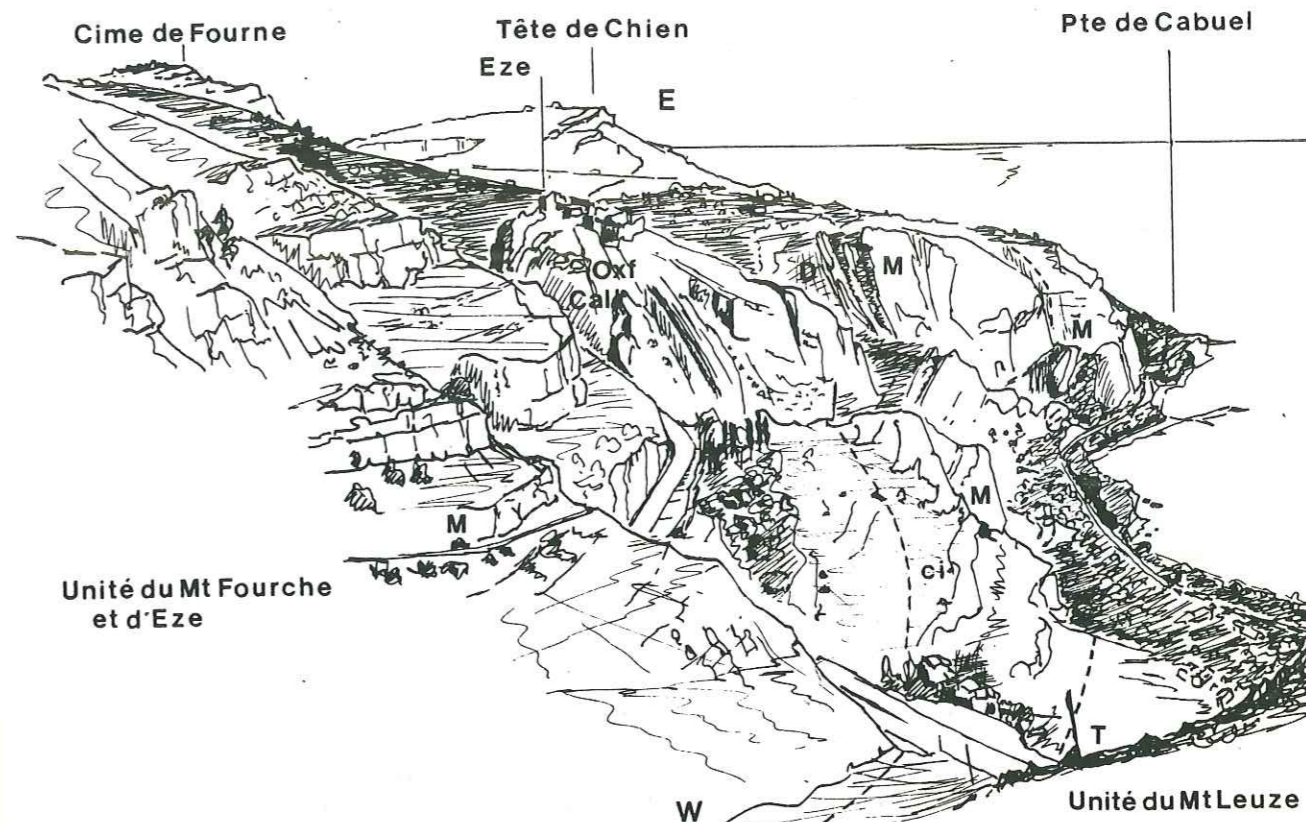 Cime de Fourne
Tête de Chien
Pte de Cabuel
Eze
E
Oxf
Call
D
M
M
M
M
ci
Unité du Mt Fourche
et d'Eze
T
W
Unité du Mt Leuze